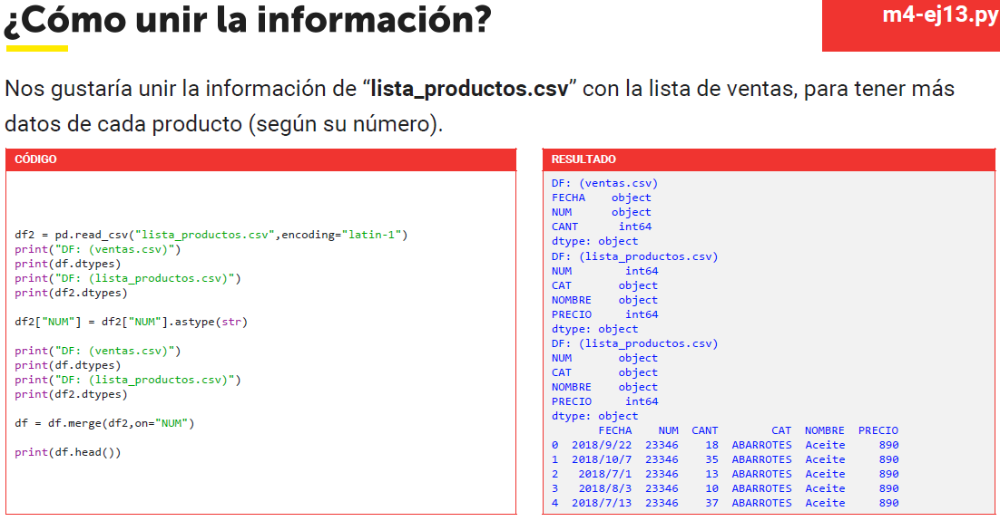 ¿Cómo unir la información?
m4-ej13.py
Nos gustaría unir la información de “lista_productos.csv” con la lista de ventas, para tener más
datos de cada producto (según su número).
CÓDIGO
df2 = pd.read_csv("lista_productos.csv",encoding="latin-1")
print("DF: (ventas.csv)")
print(df.dtypes)
print("DF: (lista_productos.csv)")
print(df2.dtypes)
df2["NUM"] = df2["NUM"].astype(str)
print("DF: (ventas.csv)")
print(df.dtypes)
print("DF: (lista_productos.csv)")
print(df2.dtypes)
df = df.merge(df2,on="NUM")
print(df.head())
RESULTADO
DF: (ventas.csv)
FECHA    object
NUM      object
CANT      int64
dtype: object
DF: (lista_productos.csv)
NUM        int64
CAT       object
NOMBRE    object
PRECIO     int64
dtype: object
DF: (lista_productos.csv)
NUM       object
CAT       object
NOMBRE    object
PRECIO     int64
dtype: object
       FECHA    NUM  CANT        CAT  NOMBRE  PRECIO
0  2018/9/22  23346    18  ABARROTES  Aceite     890
1  2018/10/7  23346    35  ABARROTES  Aceite     890
2   2018/7/1  23346    13  ABARROTES  Aceite     890
3   2018/8/3  23346    10  ABARROTES  Aceite     890
4  2018/7/13  23346    37  ABARROTES  Aceite     890